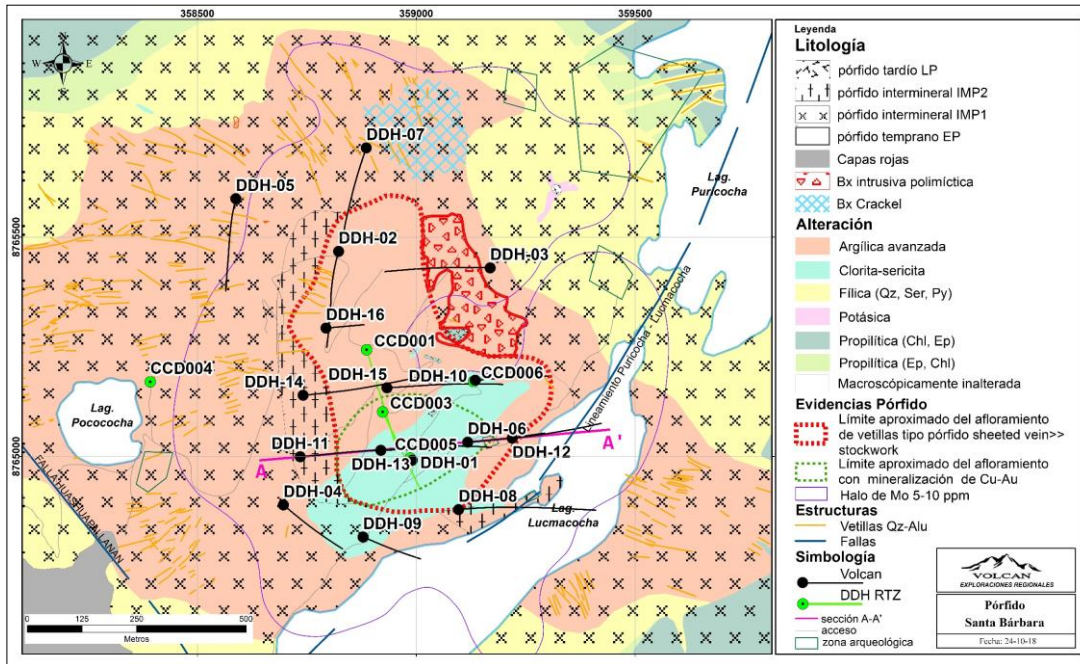 358500
359000
359500
8765500
8765000
W
E
DDH-07
DDH-05
DDH-02
DDH-03
DDH-16
CCD001
CCD004
DDH-15
DDH-10
CCD006
DDH-14
CCD003
DDH-11
CCD005
DDH-06
A
A'
DDH-13
DDH-01
DDH-12
DDH-04
DDH-08
DDH-09
Lag.
Puricocha
Lag.
Pococha
Lag.
Lucmacocha
Lineamiento Puricocha - Lucmacocha
0
125
250
500
Metros
Leyenda
Litología
pórfido tardío LP
pórfido intermineral IMP2
pórfido intermineral IMP1
pórfido temprano EP
Capas rojas
Bx intrusiva polimíctica
Bx Crackel
Alteración
Argílica avanzada
Clorita-sericita
Fílica (Qz, Ser, Py)
Potásica
Propilítica (Chl, Ep)
Propilítica (Ep, Chl)
Macroscópicamente inalterada
Evidencias Pórfido
Límite aproximado del afloramiento
de vetillas tipo pórfido sheeted vein>>
stockwork
Límite aproximado del afloramiento
con mineralización de Cu-Au
Halo de Mo 5-10 ppm
Estructuras
Vetillas Qz-Alu
Fallas
Simbología
Volcan
DDH RTZ
sección A-A'
acceso
zona arqueológica
VOLCAN
EXPLORACIONES REGIONALES
Pórfido
Santa Bárbara
Fecha: 24-10-18